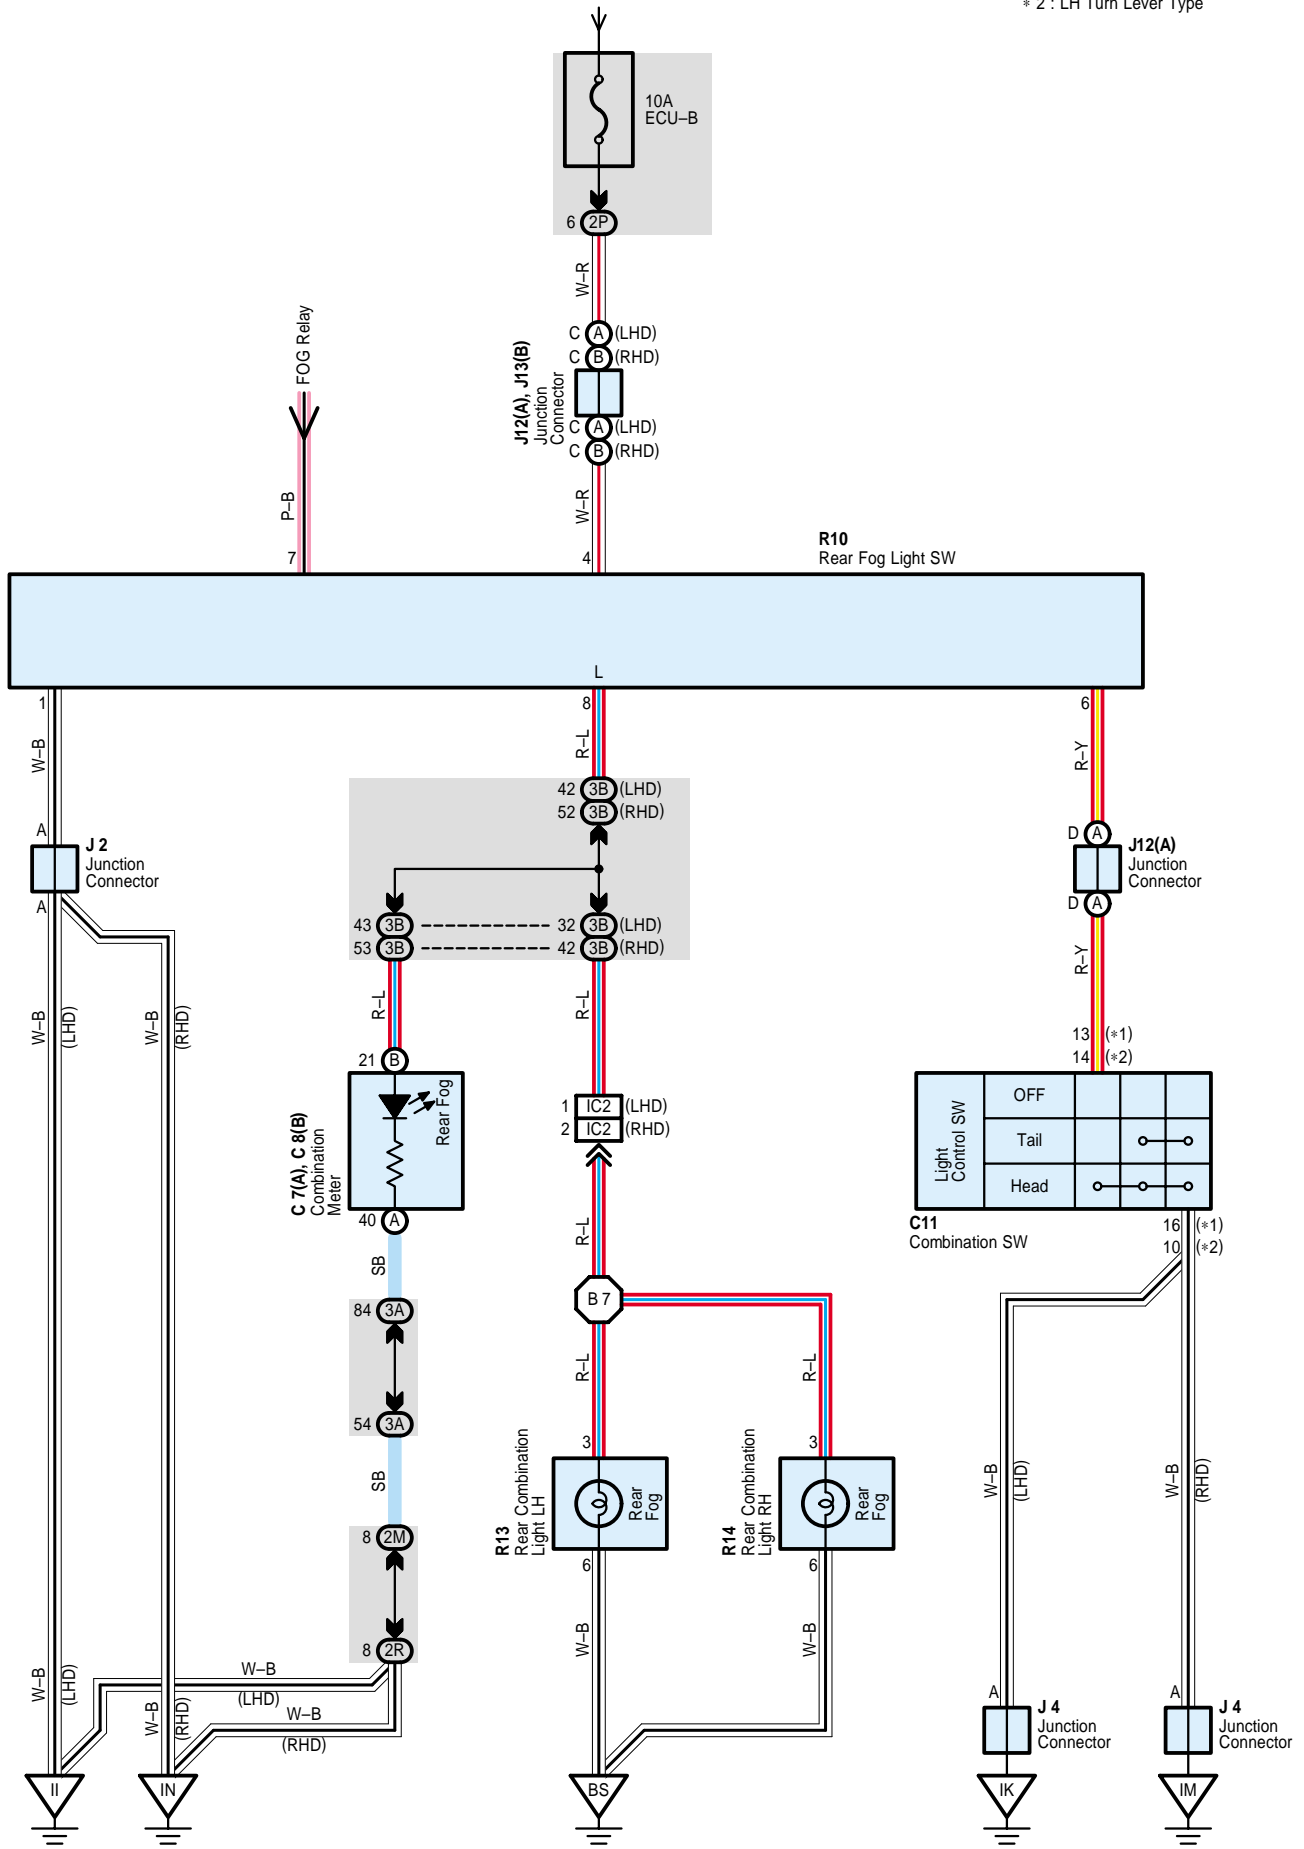 ∗ 2 : LH Turn Lever Type
10A
ECU–B
6 2P
W–R
FOG Relay
C A (LHD)
C B (RHD)
J12(A), J13(B)
Junction
Connector
C A (LHD)
C B (RHD)
P–B
W–R
7
4
R10
Rear Fog Light SW
L
1
8
6
W–B
R–L
R–Y
42 3B (LHD)
52 3B (RHD)
A
J 2
Junction
Connector
A
D A
J12(A)
Junction
Connector
D A
43 3B
32 3B (LHD)
53 3B
42 3B (RHD)
W–B
(LHD)
W–B
(RHD)
R–L
R–L
R–Y
13 (∗1)
14 (∗2)
21 B
Rear Fog
C 7(A), C 8(B)
Combination
Meter
40 A
1 IC2 (LHD)
2 IC2 (RHD)
Light
Control SW
OFF
Tail
Head
C11
Combination SW
16 (∗1)
10 (∗2)
SB
R–L
84 3A
B 7
54 3A
R–L
R–L
SB
3
3
R13
Rear Combination
Light LH
Rear
Fog
R14
Rear Combination
Light RH
Rear
Fog
W–B
(LHD)
W–B
(RHD)
8 2M
6
6
8 2R
W–B
W–B
W–B
(LHD)
W–B
(LHD)
W–B
(RHD)
W–B
(RHD)
A
J 4
Junction
Connector
A
J 4
Junction
Connector
II
IN
BS
IK
IM